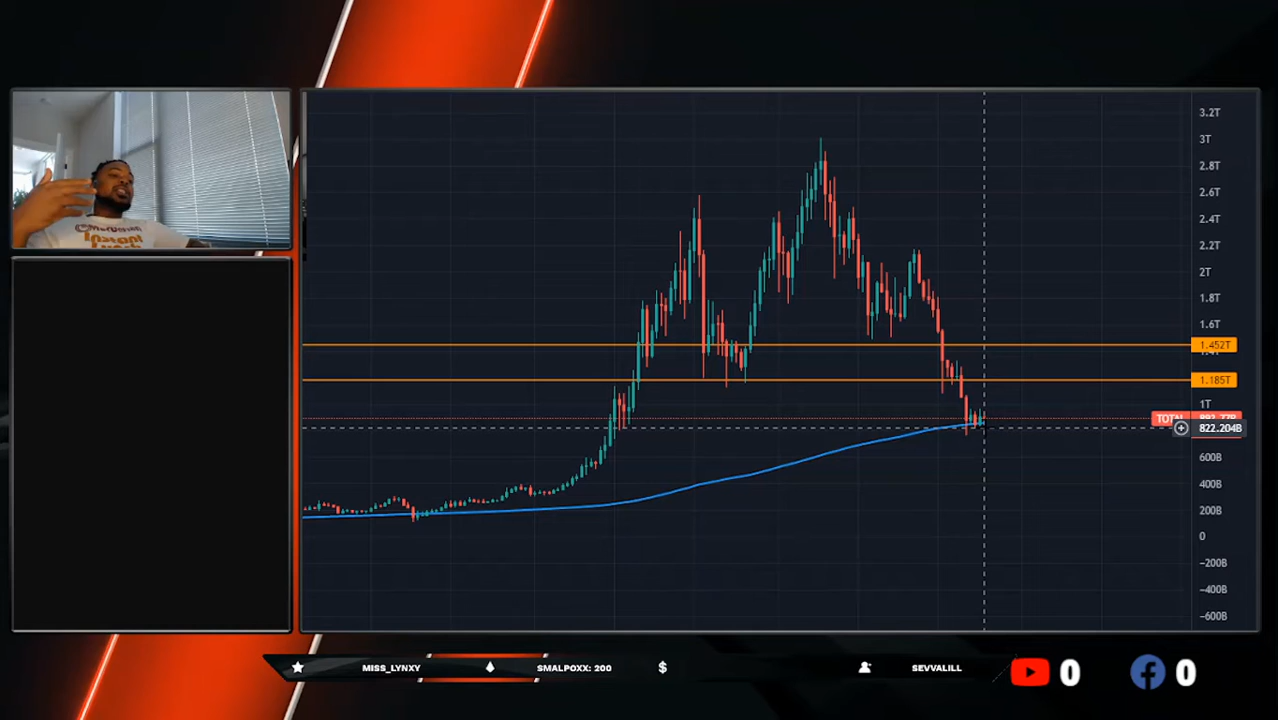 3.2T
3T
2.8T
2.6T
2.4T
2.2T
2T
1.8T
1.6T
1.452T
1.185T
1T
822.204B
600B
400B
200B
0
−200B
−400B
−600B
MISS_LYNXY
SMALPOXX: 200
$
SEVVALILL
0
0